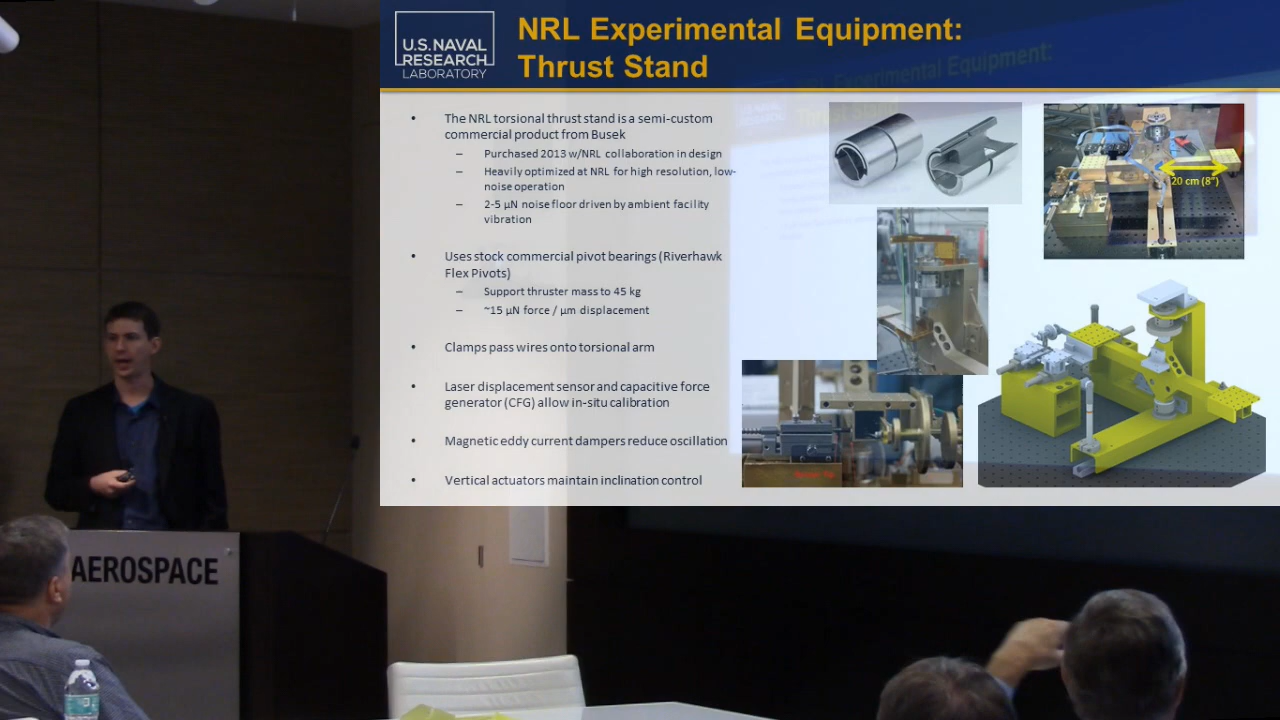 U.S. NAVAL
RESEARCH
LABORATORY
NRL Experimental Equipment:
Thrust Stand
• The NRL torsional thrust stand is a semi-custom
commercial product from Busek
– Purchased 2013 w/NRL collaboration in design
– Heavily optimized at NRL for high resolution, low-
noise operation
– 2-5 µN noise floor driven by ambient facility
vibration
• Uses stock commercial pivot bearings (Riverhawk
Flex Pivots)
– Support thruster mass to 45 kg
– ~15 µN force / µm displacement
• Clamps pass wires onto torsional arm
• Laser displacement sensor and capacitive force
generator (CFG) allow in-situ calibration
• Magnetic eddy current dampers reduce oscillation
• Vertical actuators maintain inclination control
20 cm (8")
AEROSPACE